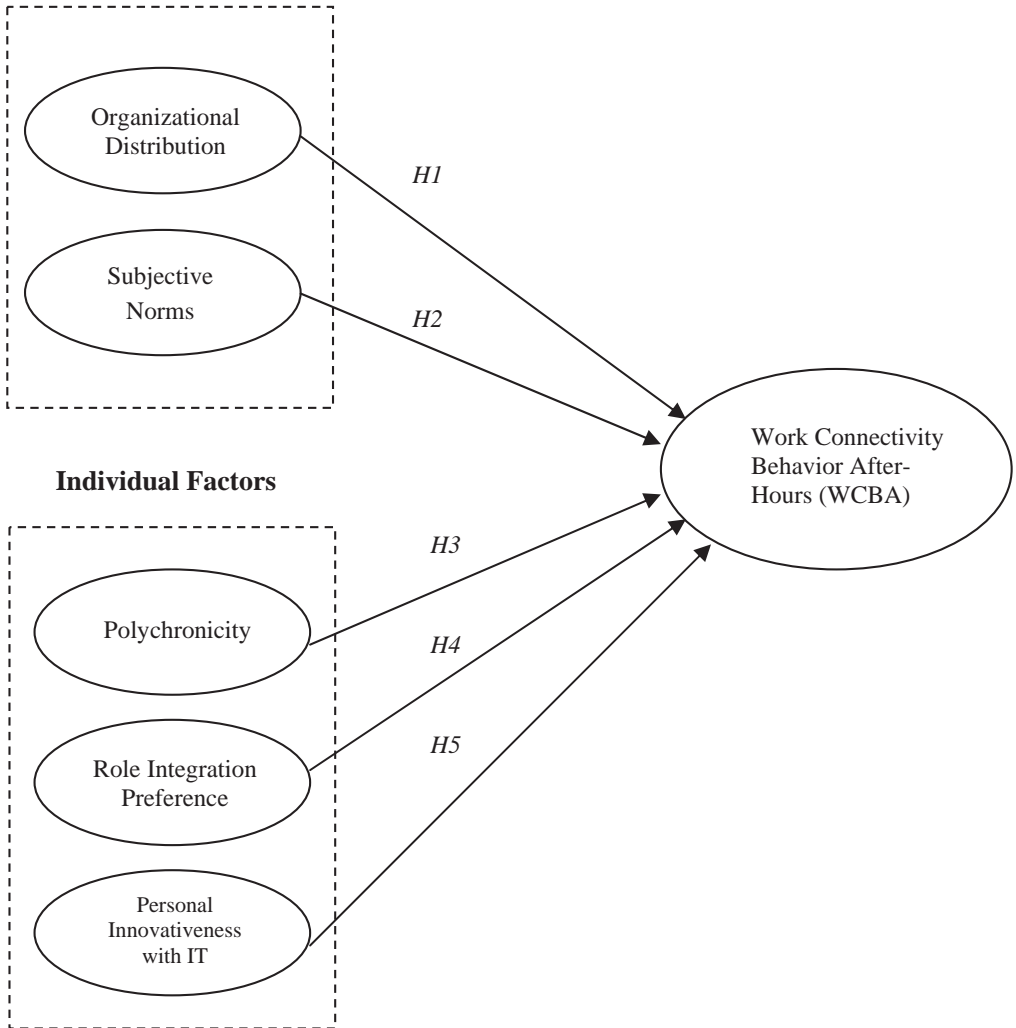 Organizational
Distribution
H1
Subjective
Norms
H2
Work Connectivity
Behavior After-
Hours (WCBA)
Individual Factors
H3
Polychronicity
H4
Role Integration
Preference
H5
Personal
Innovativeness
with IT